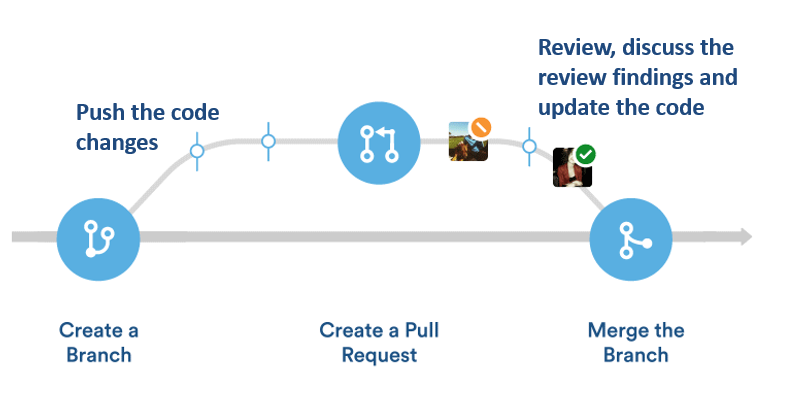 Review, discuss the
review findings and
update the code
Push the code
changes
Create a
Branch
Create a Pull
Request
Merge the
Branch